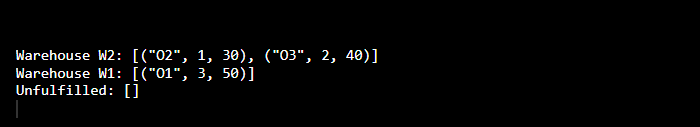 Warehouse W2: [("O2", 1, 30), ("O3", 2, 40)]
Warehouse W1: [("O1", 3, 50)]
Unfulfilled: []